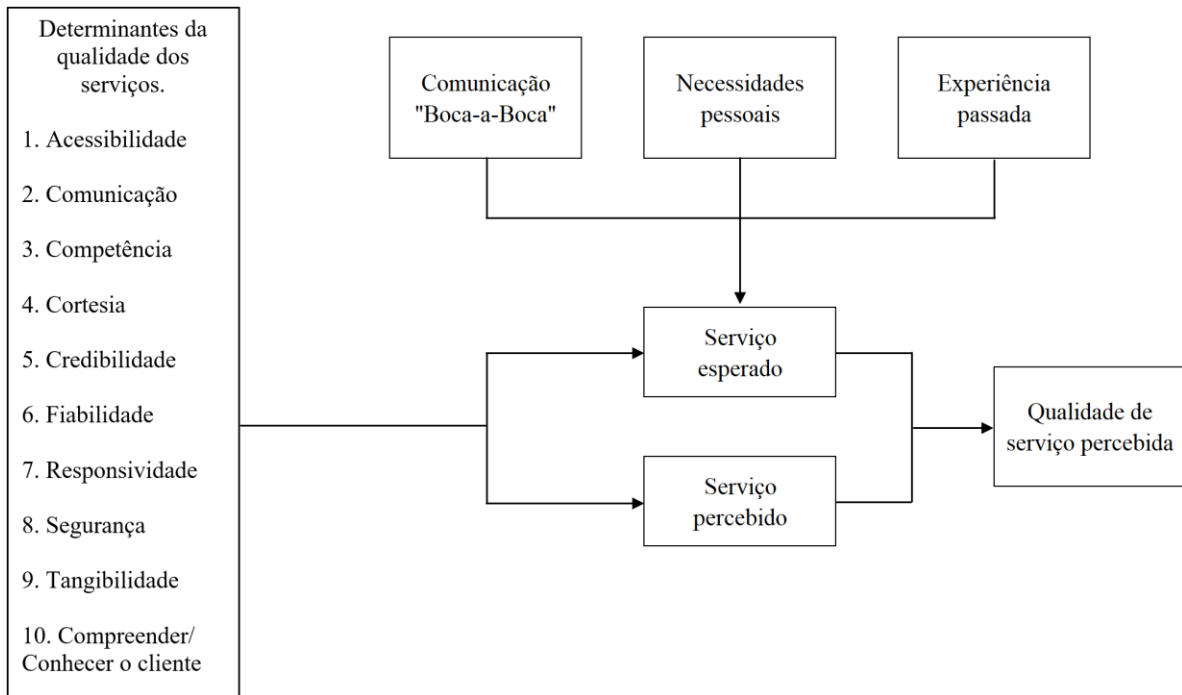 Determinantes da
qualidade dos
serviços.
1. Acessibilidade
2. Comunicação
3. Competência
4. Cortesia
5. Credibilidade
6. Fiabilidade
7. Responsividade
8. Segurança
9. Tangibilidade
10. Compreender/
Conhecer o cliente
Comunicação
"Boca-a-Boca"
Necessidades
pessoais
Experiência
passada
Serviço
esperado
Serviço
percebido
Qualidade de
serviço percebida